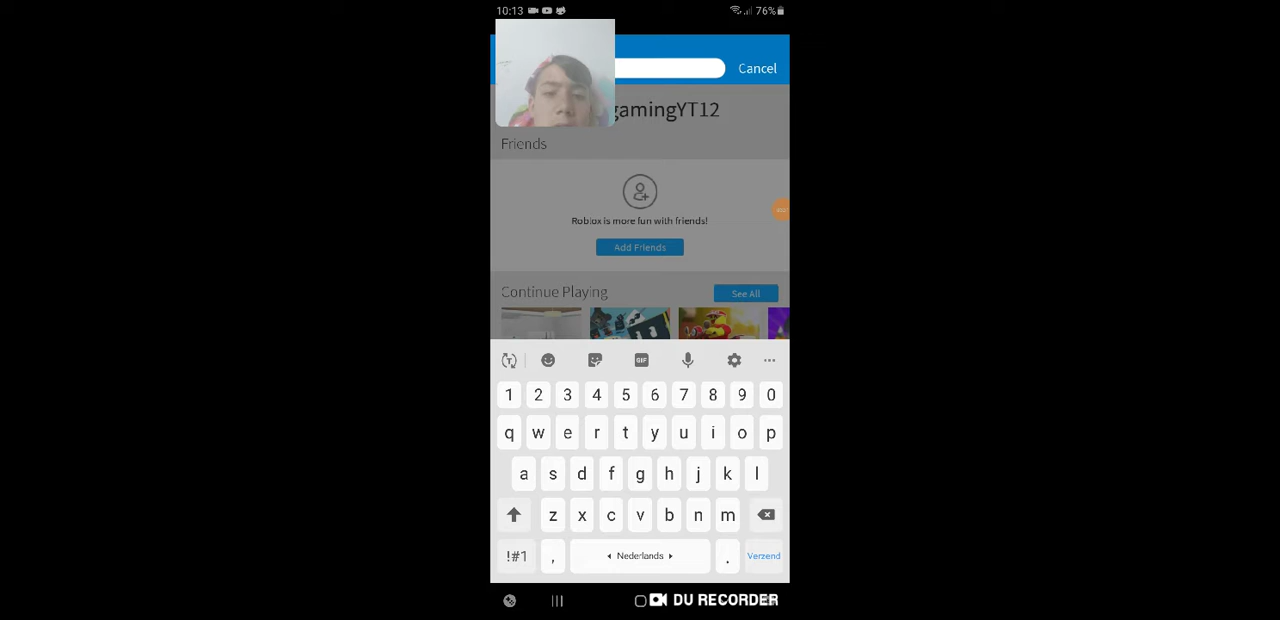 10:13 76%
Cancel
gamingYT12
Friends
Roblox is more fun with friends!
Add Friends
Continue Playing See All
GIF
1 2 3 4 5 6 7 8 9 0
q w e r t y u i o p
a s d f g h j k l
z x c v b n m
!#1 , Nederlands . Verzend
DU RECORDER